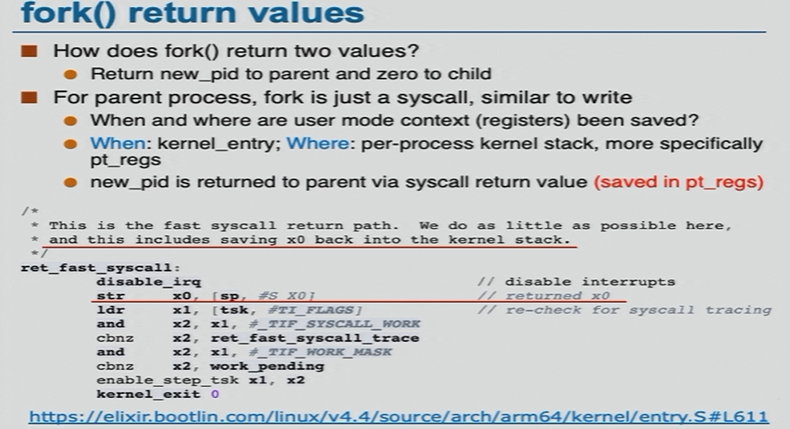 fork() return values
How does fork() return two values?
Return new_pid to parent and zero to child
For parent process, fork is just a syscall, similar to write
When and where are user mode context (registers) been saved?
When: kernel_entry; Where: per-process kernel stack, more specifically
pt_regs
new_pid is returned to parent via syscall return value (saved in pt_regs)
/*
* This is the fast syscall return path.  We do as little as possible here,
* and this includes saving x0 back into the kernel stack.
*/
ret_fast_syscall:
disable_irq // disable interrupts
str x0, [sp, #S_X0] // returned x0
ldr x1, [tsk, #TI_FLAGS] // re-check for syscall tracing
and x2, x1, #_TIF_SYSCALL_WORK
cbnz x2, ret_fast_syscall_trace
and x2, x1, #_TIF_WORK_MASK
cbnz x2, work_pending
enable_step_tsk x1, x2
kernel_exit 0
https://elixir.bootlin.com/linux/v4.4/source/arch/arm64/kernel/entry.S#L611